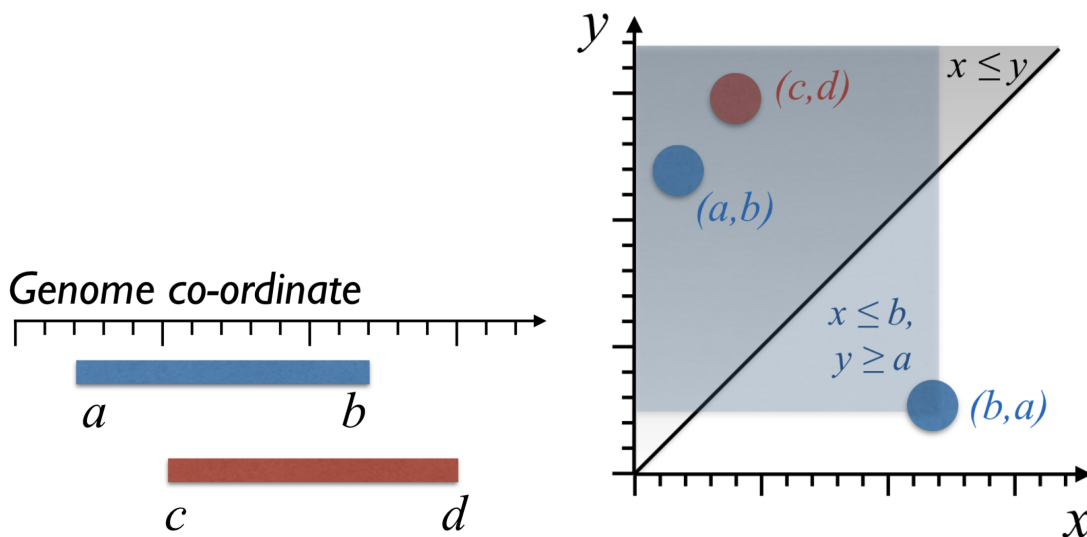 Genome co-ordinate
a
b
c
d
y
x ≤ y
(c,d)
(a,b)
x ≤ b,
y ≥ a
(b,a)
x